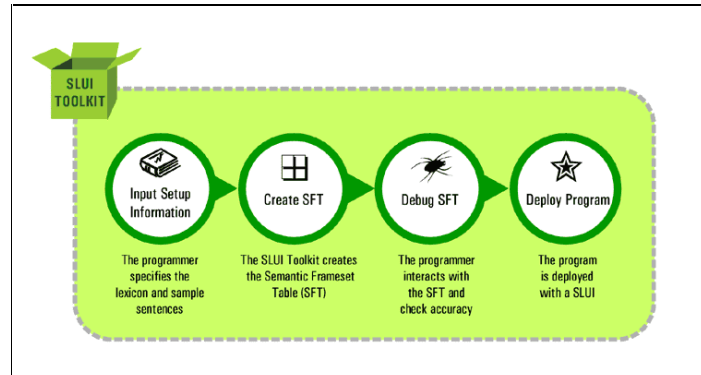 SLUI
TOOLKIT
Input Setup
Information
Create SFT
Debug SFT
Deploy Program
The programmer
specifies the
lexicon and sample
sentences
The SLUI Toolkit creates
the Semantic Frameset
Table (SFT)
The programmer
interacts with
the SFT and
check accuracy
The program
is deployed
with a SLUI